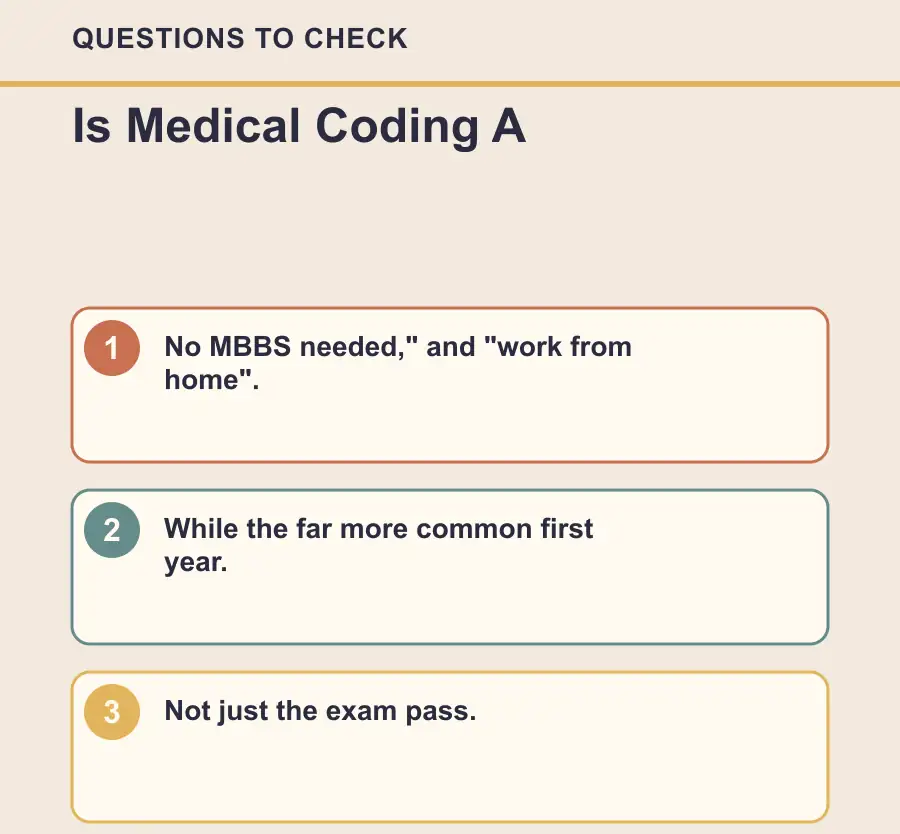 QUESTIONS TO CHECK
Is Medical Coding A
1
No MBBS needed," and "work from
home".
2
While the far more common first
year.
3
Not just the exam pass.